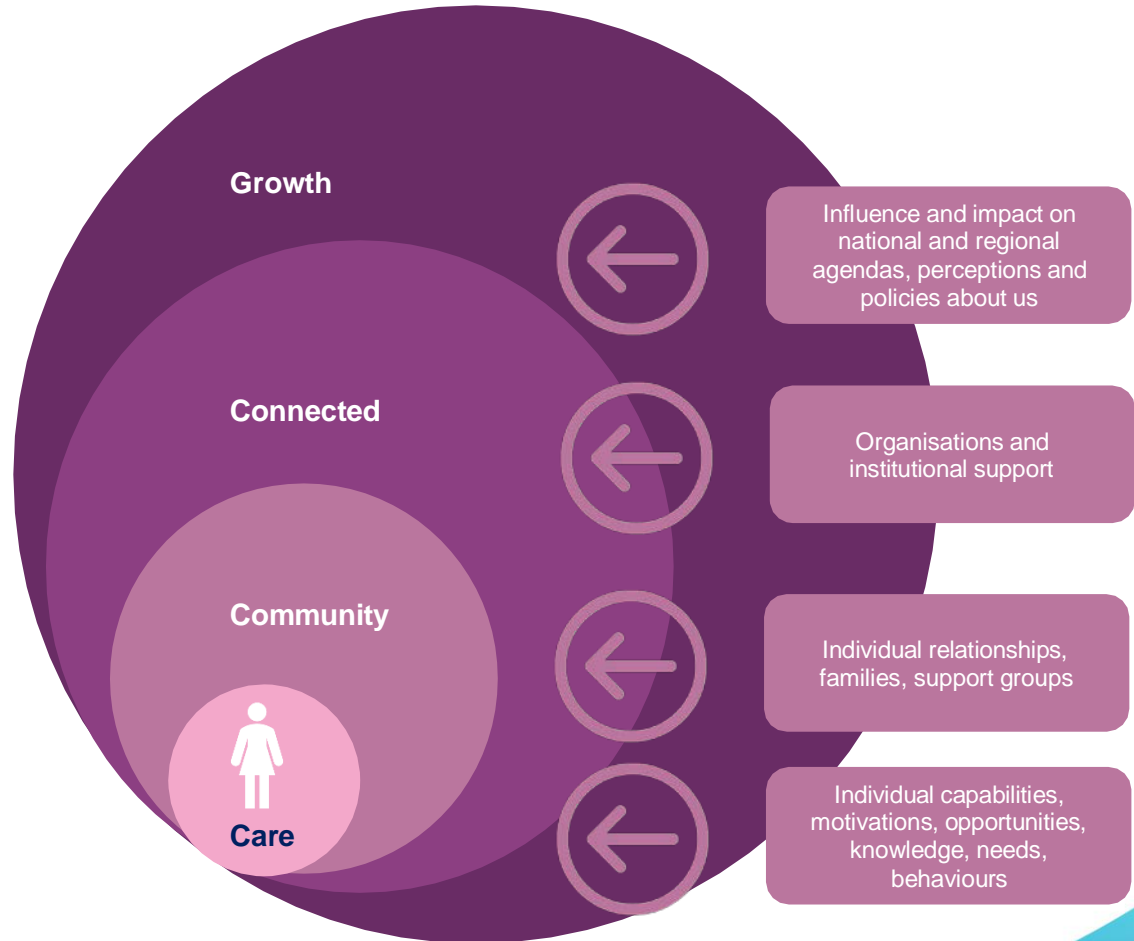 Growth
Influence and impact on
national and regional
agendas, perceptions and
policies about us
Connected
Organisations and
institutional support
Community
Individual relationships,
families, support groups
Care
Individual capabilities,
motivations, opportunities,
knowledge, needs,
behaviours